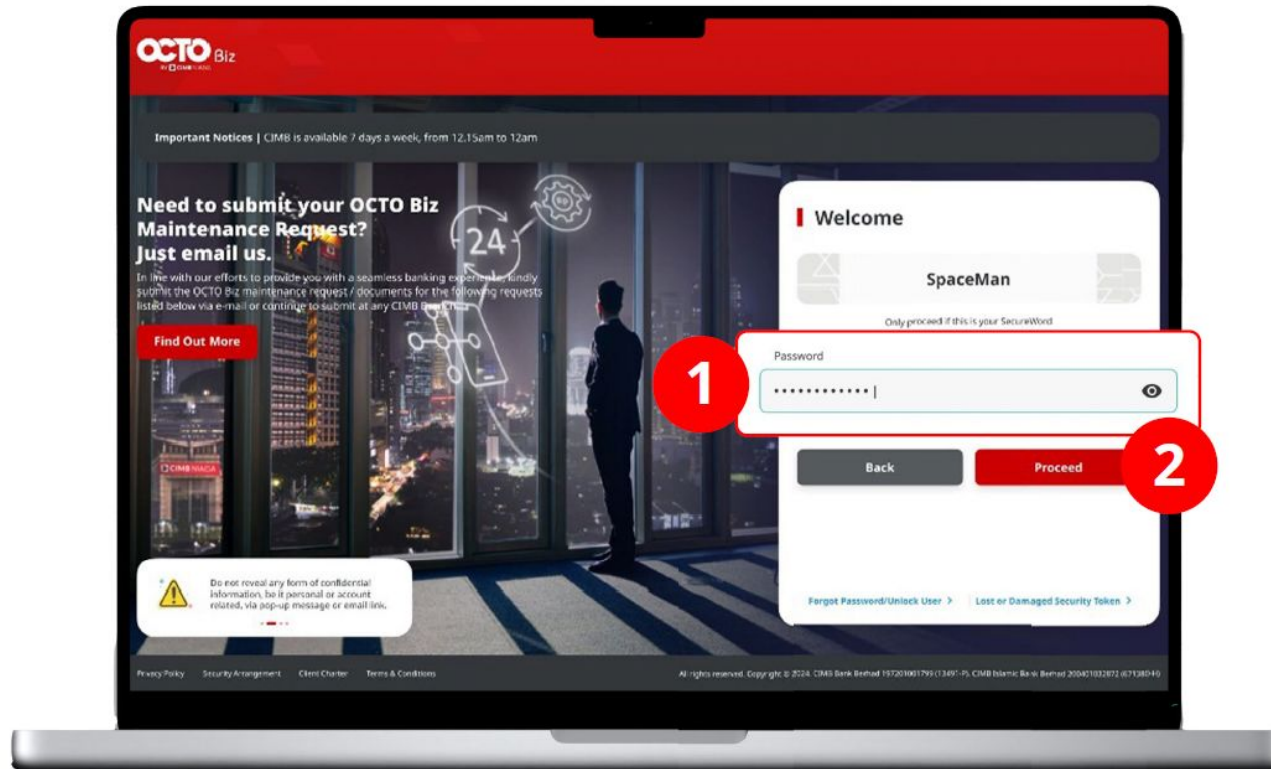 OCTO Biz
BY CIMB NIAGA
Important Notices | CIMB is available 7 days a week, from 12.15am to 12am
Need to submit your OCTO Biz
Maintenance Request?
Just email us.
In line with our efforts to provide you with a seamless banking experience, kindly
submit the OCTO Biz maintenance request / documents for the following requests
listed below via e-mail or continue to submit at any CIMB
Find Out More
24
CIMB NIAGA
Do not reveal any form of confidential
information, be it personal or account
related, via pop-up message or email link.
Welcome
SpaceMan
Only proceed if this is your SecureWord
1
Password
2
Back
Proceed
Forgot Password/Unlock User >
Lost or Damaged Security Token >
Privacy Policy
Security Arrangement
Client Charter
Terms & Conditions
All rights reserved. Copyright © 2024. CIMB Bank Berhad 197201001799 (13491-P). CIMB Islamic Bank Berhad